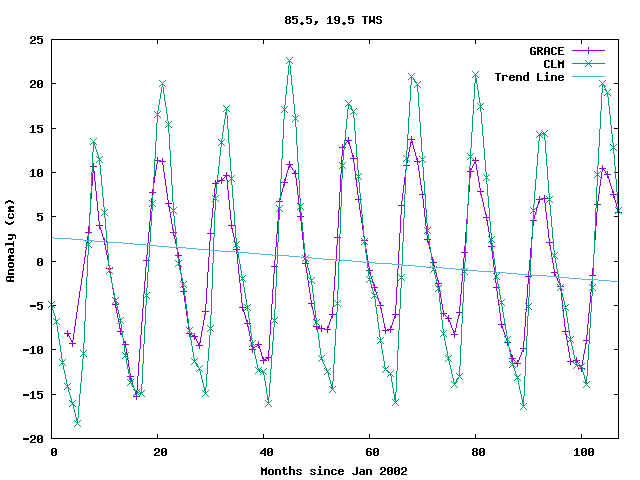 85.5, 19.5 TWS
GRACE
CLM
Trend Line
25
20
15
10
5
0
-5
-10
-15
-20
Anomaly (cm)
0 20 40 60 80 100
Months since Jan 2002